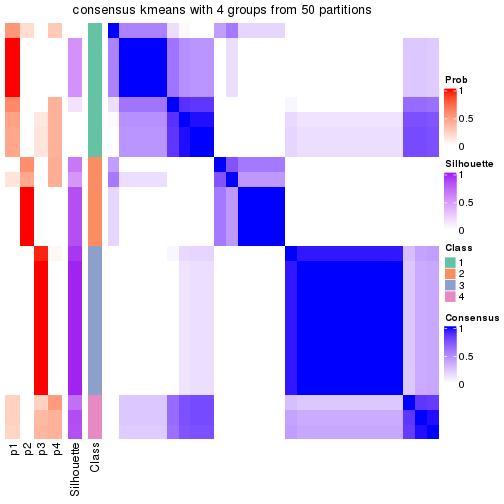 consensus kmeans with 4 groups from 50 partitions
Prob
1
0.5
0
Silhouette
1
0.5
0
Class
1
2
3
4
Consensus
1
0.5
0
p1
p2
p3
p4
Silhouette
Class